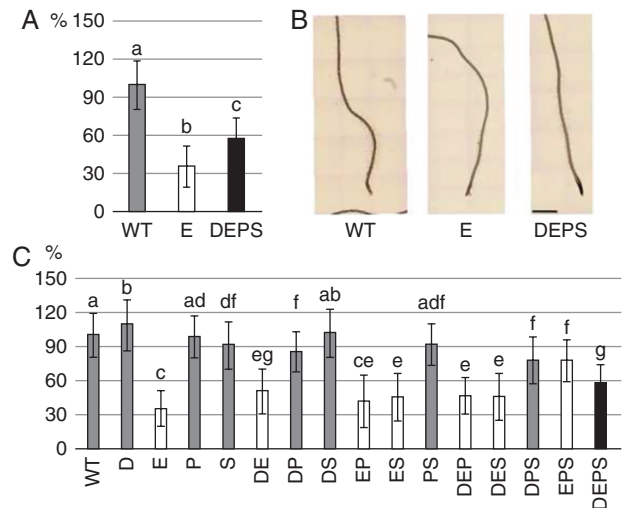 A
%
150
120
90
60
30
0
a
b
c
WT E DEPS
B
WT E DEPS
C
%
150
120
90
60
30
0
a b c ad df eg f ab ce e adf e e f f g
WT D E P S DE DP DS EP ES PS DEP DES DPS EPS DEPS